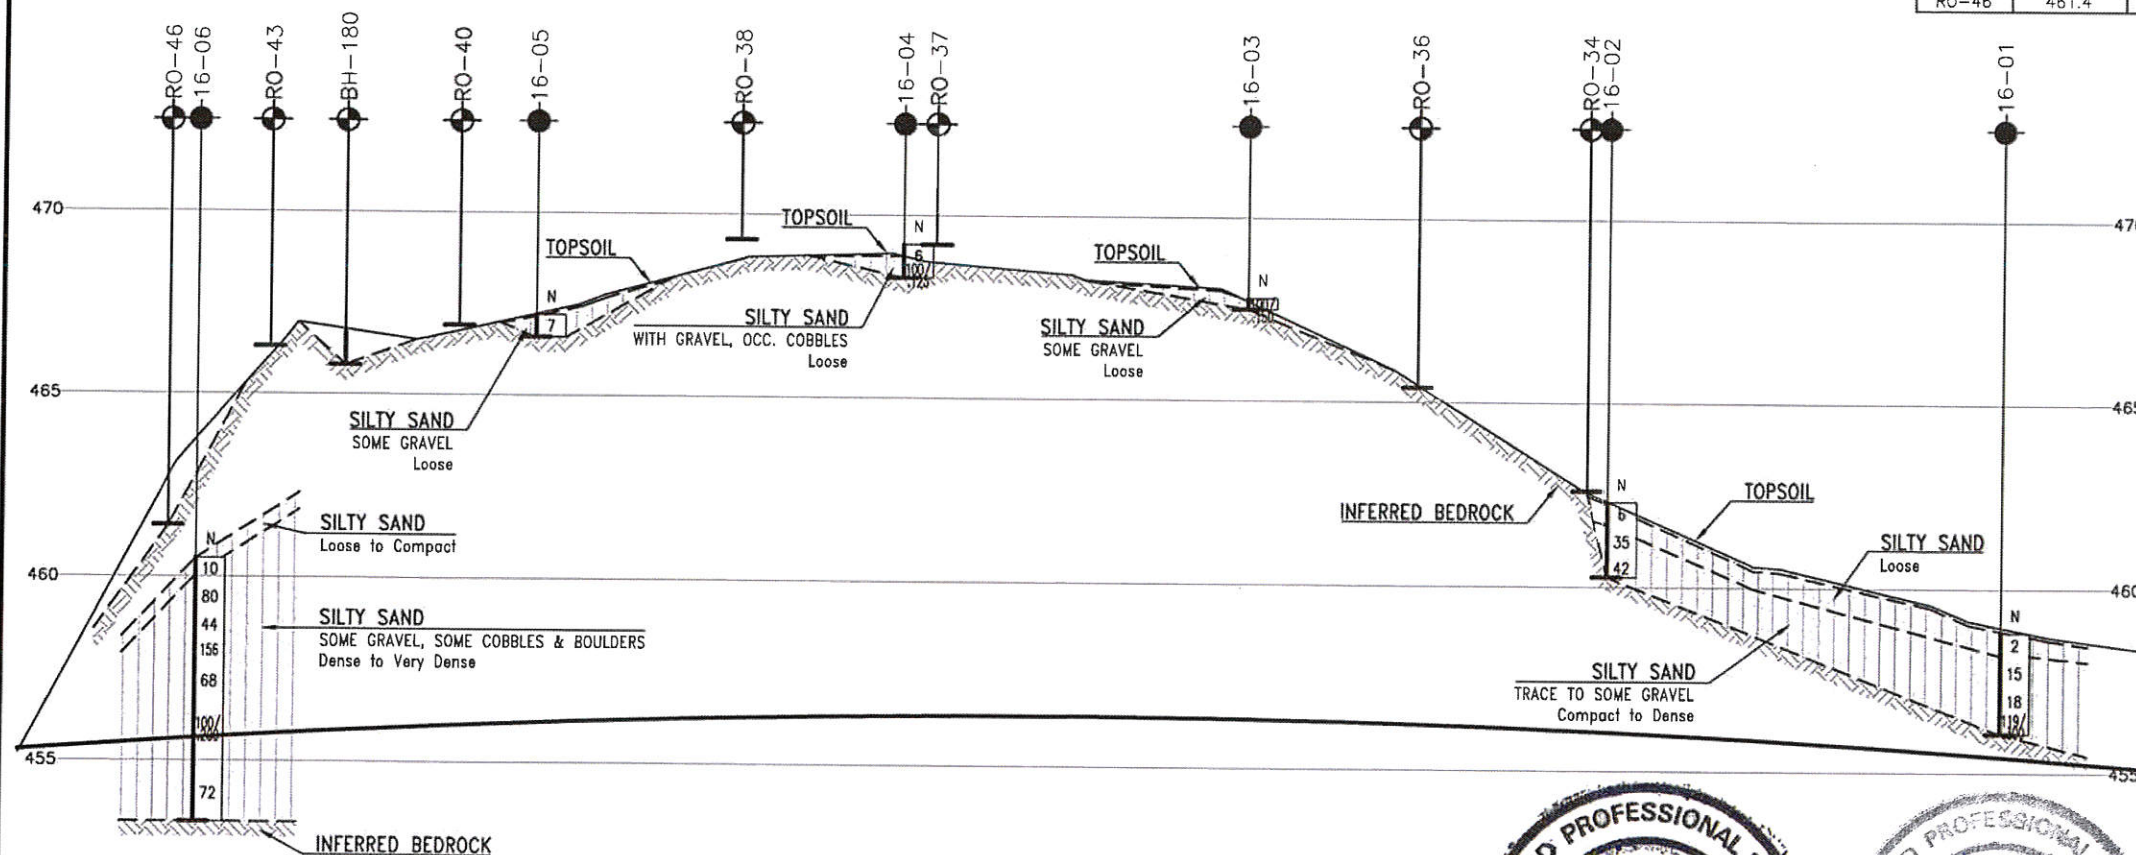 RO-46 461.4
RO-46
16-06
RO-43
BH-180
RO-40
16-05
RO-38
16-04
RO-37
16-03
RO-36
RO-34
16-02
16-01
470
TOPSOIL
N
6
100/
.125
TOPSOIL
N
7
TOPSOIL
N
SILTY SAND
WITH GRAVEL, OCC. COBBLES
Loose
SILTY SAND
SOME GRAVEL
Loose
465
SILTY SAND
SOME GRAVEL
Loose
INFERRED BEDROCK
N
35
42
TOPSOIL
SILTY SAND
Loose
SILTY SAND
Loose to Compact
N
10
80
44
156
68
100/
72
460
SILTY SAND
SOME GRAVEL, SOME COBBLES & BOULDERS
Dense to Very Dense
N
2
15
18
119/
SILTY SAND
TRACE TO SOME GRAVEL
Compact to Dense
455
455
INFERRED BEDROCK
PROFESSIONAL
PROFESSIONAL